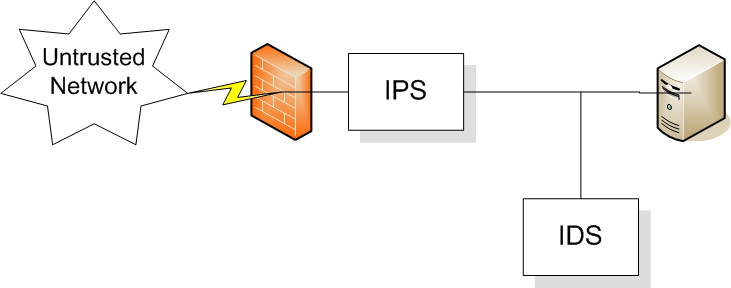 Untrusted
Network
IPS
IDS